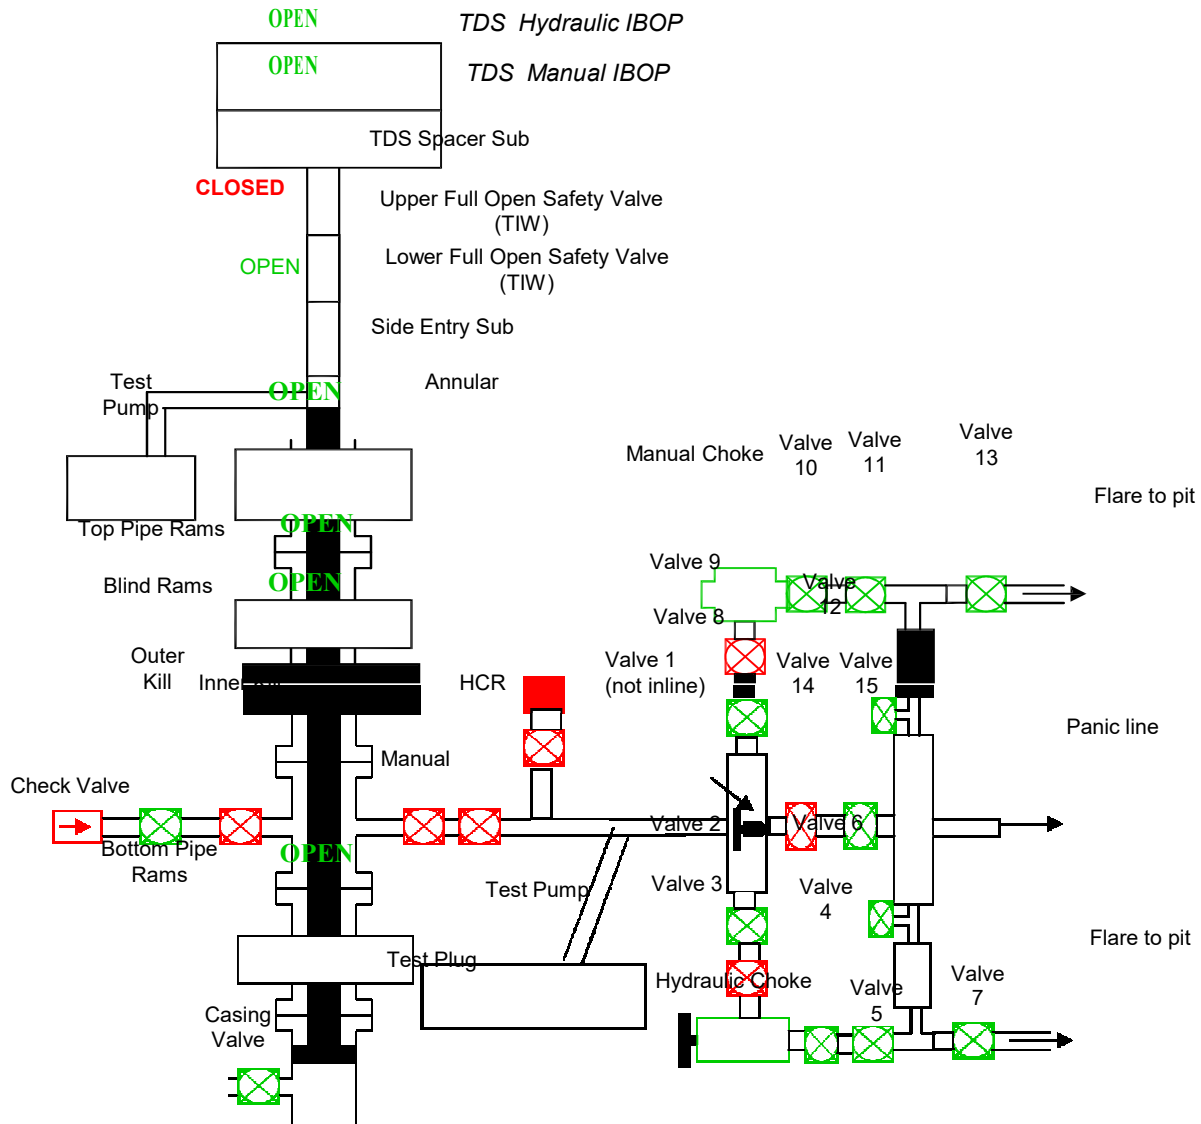 OPEN
TDS Hydraulic IBOP
OPEN
TDS Manual IBOP
TDS Spacer Sub
CLOSED
Upper Full Open Safety Valve
(TIW)
OPEN
Lower Full Open Safety Valve
(TIW)
Side Entry Sub
Test
Pump
OPEN
Annular
Manual Choke
Valve
10
Valve
11
Valve
13
Flare to pit
Top Pipe Rams
OPEN
Blind Rams
OPEN
Valve 9
Valve
12
Valve 8
Outer
Kill
Inner Kill
HCR
Valve 1
(not inline)
Valve
14
Valve
15
Panic line
Manual
Check Valve
Valve 2
Valve 6
Bottom Pipe
Rams
OPEN
Test Pump
Valve 3
Valve
4
Flare to pit
Test Plug
Hydraulic Choke
Valve
5
Valve
7
Casing
Valve